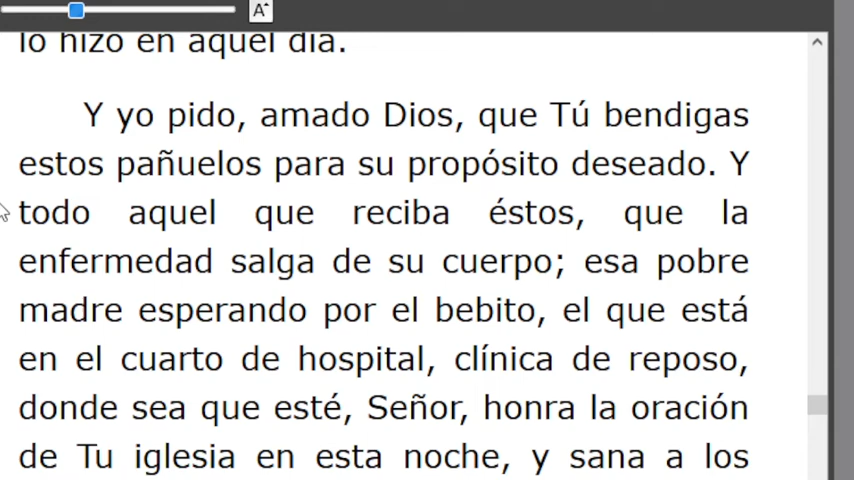 A
lo hizo en aquel día.
Y yo pido, amado Dios, que Tú bendigas
estos pañuelos para su propósito deseado. Y
todo aquel que reciba éstos, que la
enfermedad salga de su cuerpo; esa pobre
madre esperando por el bebito, el que está
en el cuarto de hospital, clínica de reposo,
donde sea que esté, Señor, honra la oración
de Tu iglesia en esta noche, y sana a los